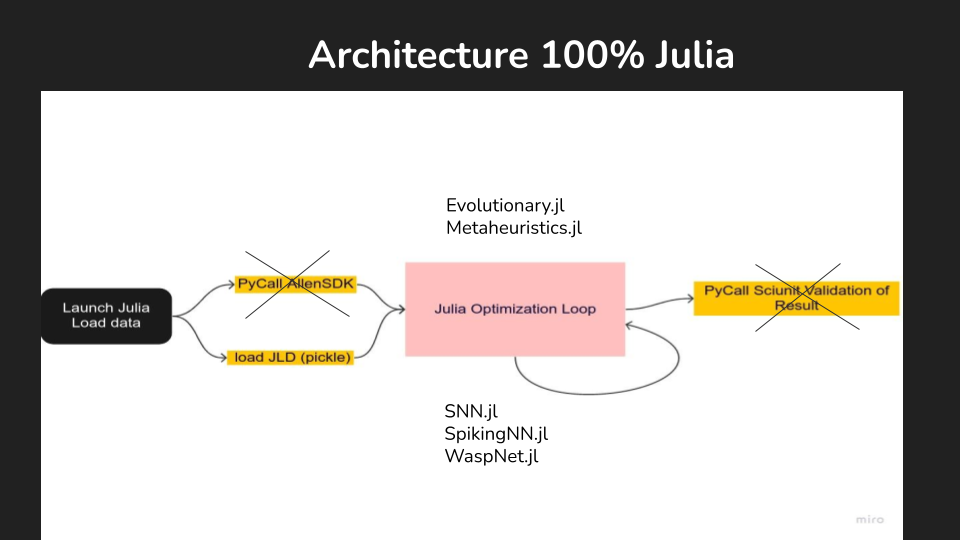 Architecture 100% Julia
Evolutionary.jl
Metaheuristics.jl
Launch Julia
Load data
PyCall AllenSDK
load JLD (pickle)
Julia Optimization Loop
PyCall Sciunit Validation of
Result
SNN.jl
SpikingNN.jl
WaspNet.jl
miro